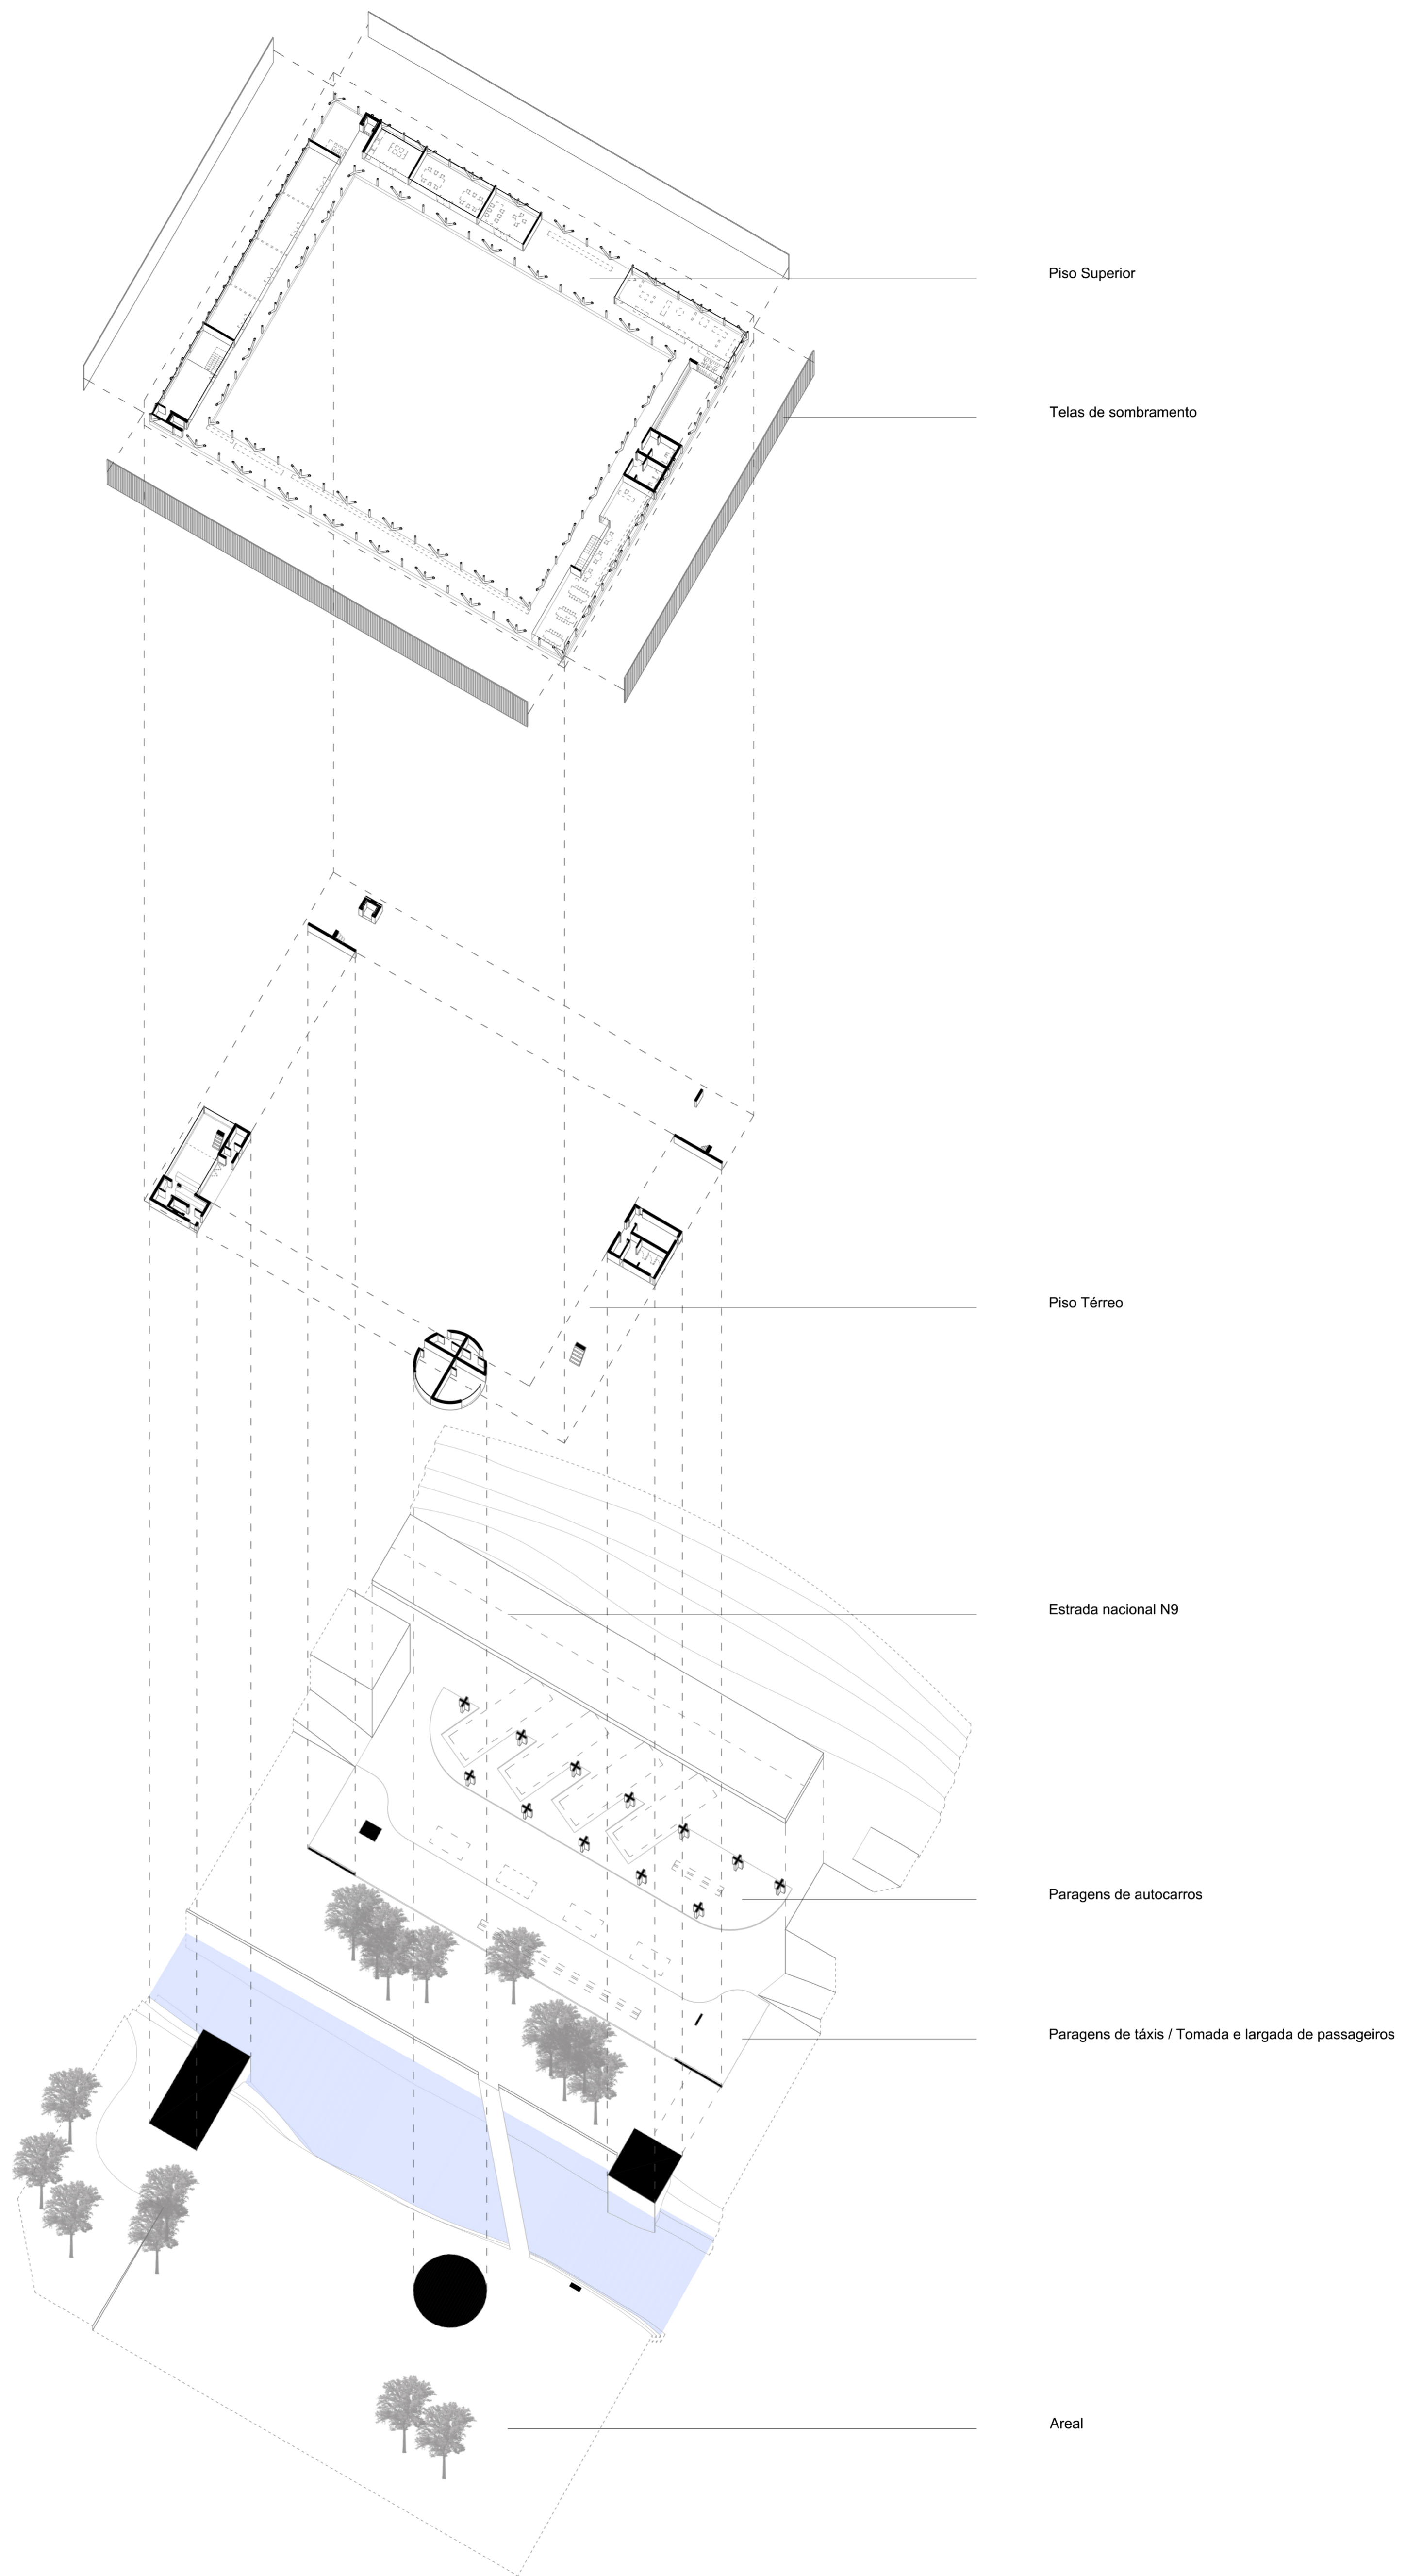 Piso Superior
Telas de sombramento
Piso Térreo
Estrada nacional N9
Paragens de autocarros
Paragens de táxis / Tomada e largada de passageiros
Areal